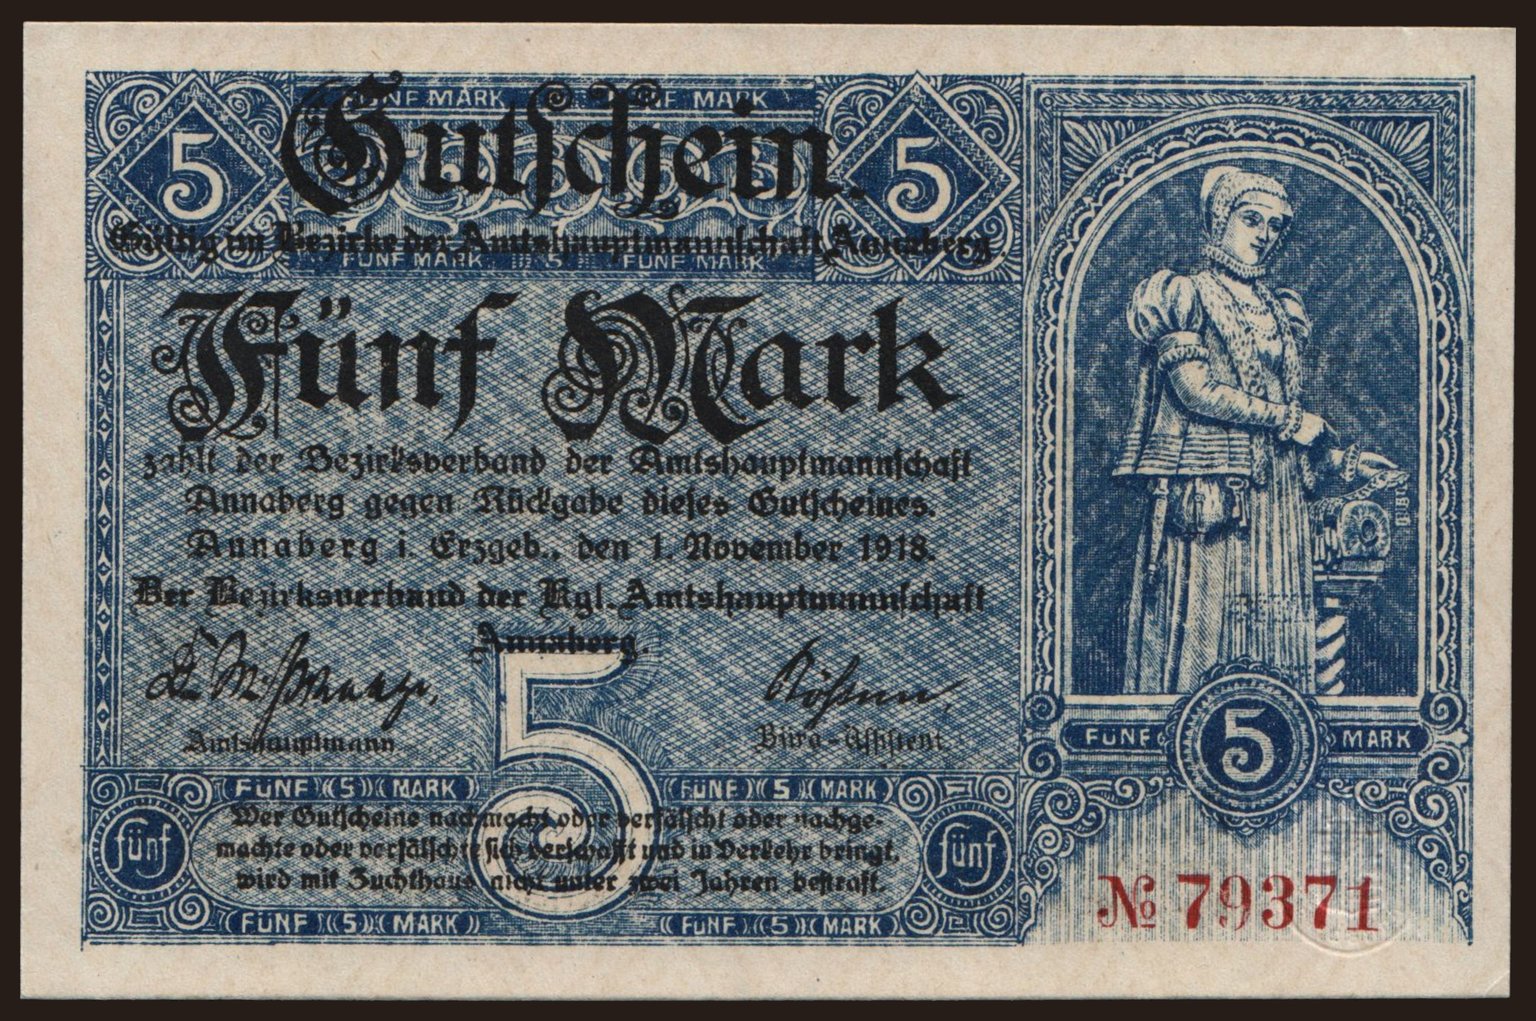 FÜNF MARK 5 FÜNF MARK
5 Gutschein. 5
Gültig im Bezirke der Amtshauptmannschaft Annaberg.
FÜNF MARK 5 FÜNF MARK
Fünf Mark
zahlt der Bezirksverband der Amtshauptmannschaft
Annaberg gegen Rückgabe dieses Gutscheines.
Annaberg i. Erzgeb., den 1. November 1918.
Der Bezirksverband der Kgl. Amtshauptmannschaft
Annaberg.
Amtshauptmann
Büro-Assistent.
5
FÜNF 5 MARK
FÜNF 5 MARK
fünf
Wer Gutscheine nachmacht oder verfälscht oder nachge-
machte oder verfälschte sich verschafft und in Verkehr bringt,
wird mit Zuchthaus nicht unter zwei Jahren bestraft.
fünf
FÜNF 5 MARK
FÜNF 5 MARK
FÜNF 5 MARK
№ 79371